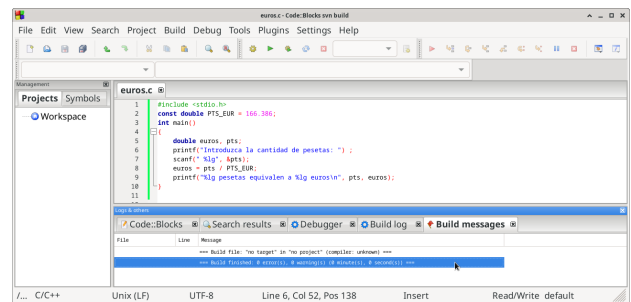 euros.c - Code::Blocks svn build
File Edit View Search Project Build Debug Tools Plugins Settings Help
Management
Projects Symbols
Workspace
euros.c
1 #include <stdio.h>
2 const double PTS_EUR = 166.386;
3 int main()
4 {
5 double euros, pts;
6 printf("Introduzca la cantidad de pesetas: ") ;
7 scanf(" %lg", &pts);
8 euros = pts / PTS_EUR;
9 printf("%lg pesetas equivalen a %lg euros\n", pts, euros);
10 }
11
Logs & others
Code::Blocks Search results Debugger Build log Build messages
File Line Message
=== Build file: "no target" in "no project" (compiler: unknown) ===
=== Build finished: 0 error(s), 0 warning(s) (0 minute(s), 0 second(s)) ===
/... C/C++ Unix (LF) UTF-8 Line 6, Col 52, Pos 138 Insert Read/Write default